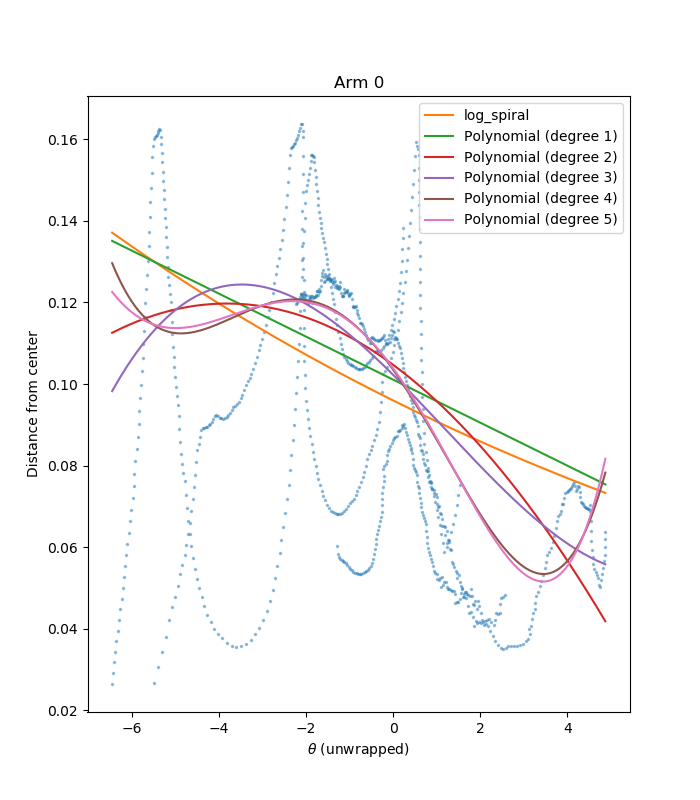 Arm 0
log_spiral
Polynomial (degree 1)
Polynomial (degree 2)
Polynomial (degree 3)
Polynomial (degree 4)
Polynomial (degree 5)
Distance from center
0.16
0.14
0.12
0.10
0.08
0.06
0.04
0.02
−6 −4 −2 0 2 4
θ (unwrapped)